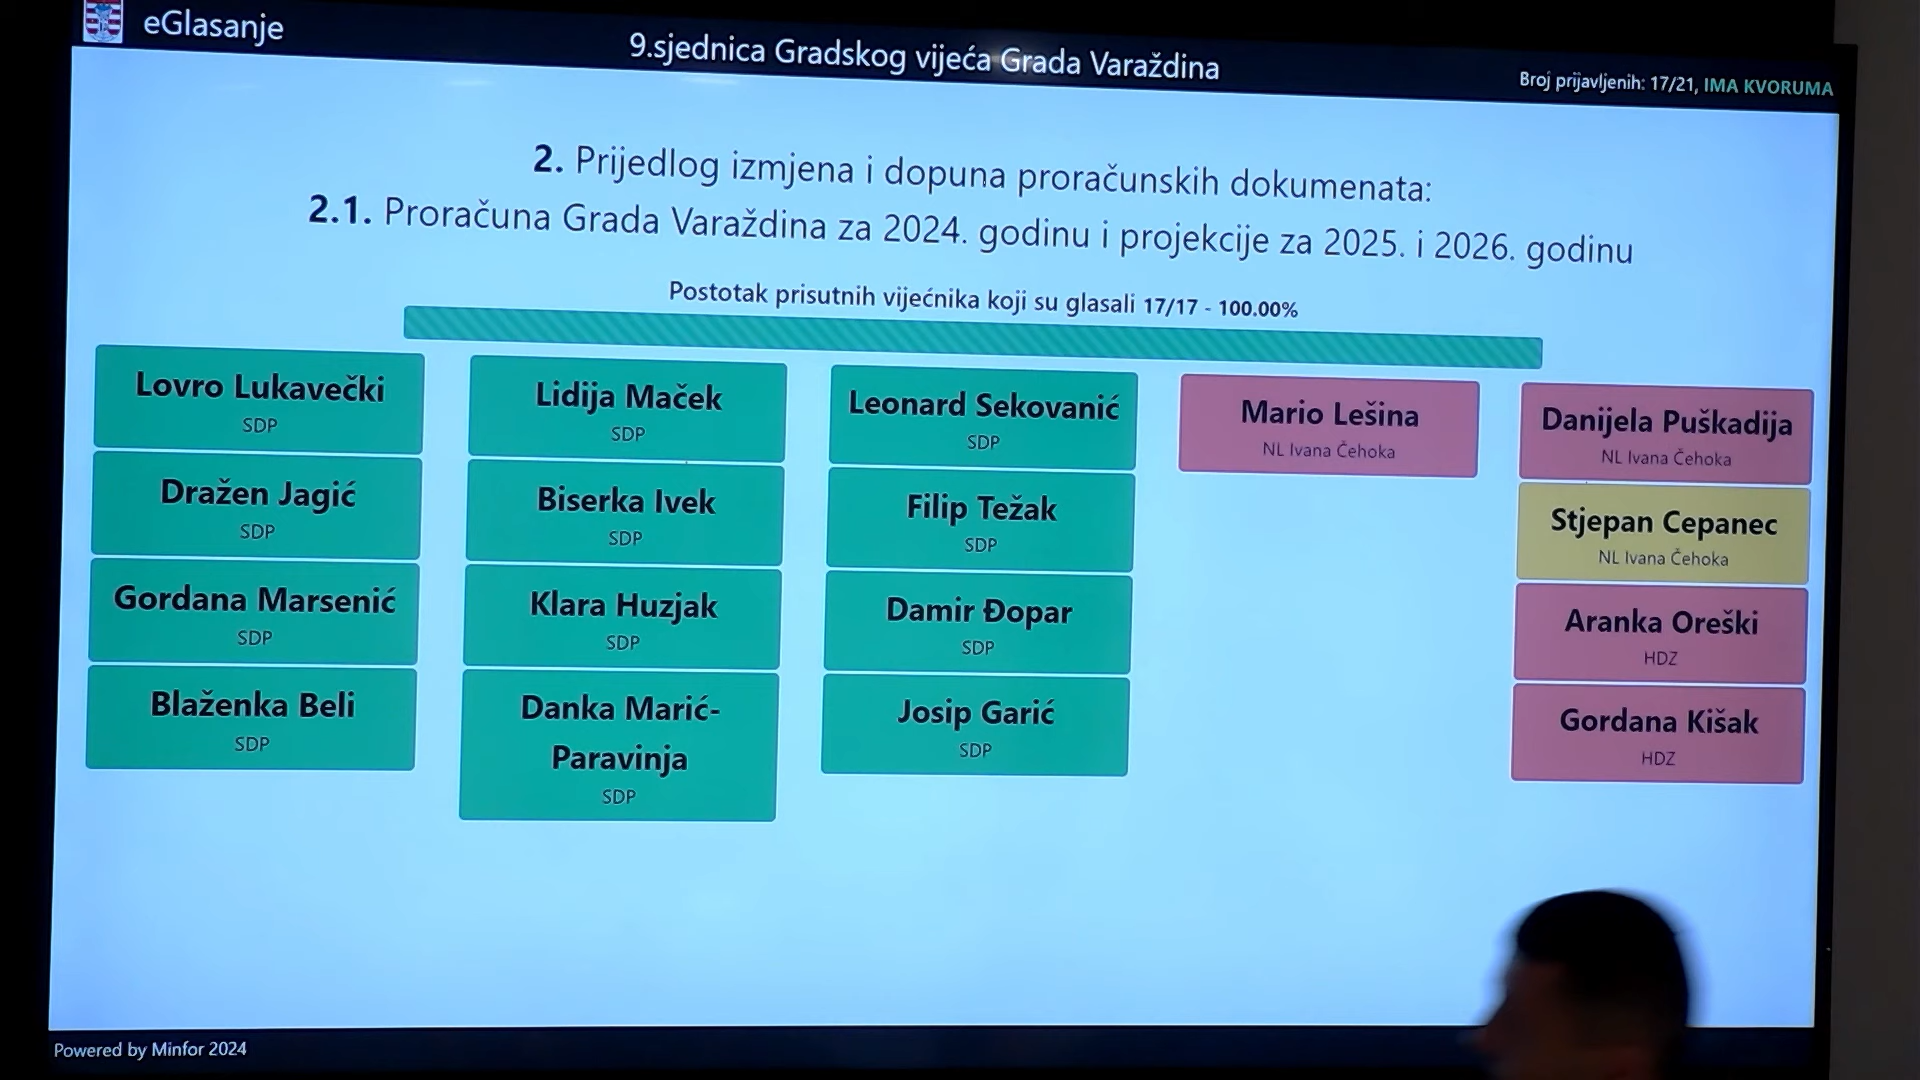 eGlasanje
9.sjednica Gradskog vijeća Grada Varaždina
Broj prijavljenih: 17/21, IMA KVORUMA
2. Prijedlog izmjena i dopuna proračunskih dokumenata:
2.1. Proračuna Grada Varaždina za 2024. godinu i projekcije za 2025. i 2026. godinu
Postotak prisutnih vijećnika koji su glasali 17/17 - 100.00%
Lovro Lukavečki
SDP
Dražen Jagić
SDP
Gordana Marsenić
SDP
Blaženka Beli
SDP
Lidija Maček
SDP
Biserka Ivek
SDP
Klara Huzjak
SDP
Danka Marić-
Paravinja
SDP
Leonard Sekovanić
SDP
Filip Težak
SDP
Damir Đopar
SDP
Josip Garić
SDP
Mario Lešina
NL Ivana Čehoka
Danijela Puškadija
NL Ivana Čehoka
Stjepan Cepanec
NL Ivana Čehoka
Aranka Oreški
HDZ
Gordana Kišak
HDZ
Powered by Minfor 2024